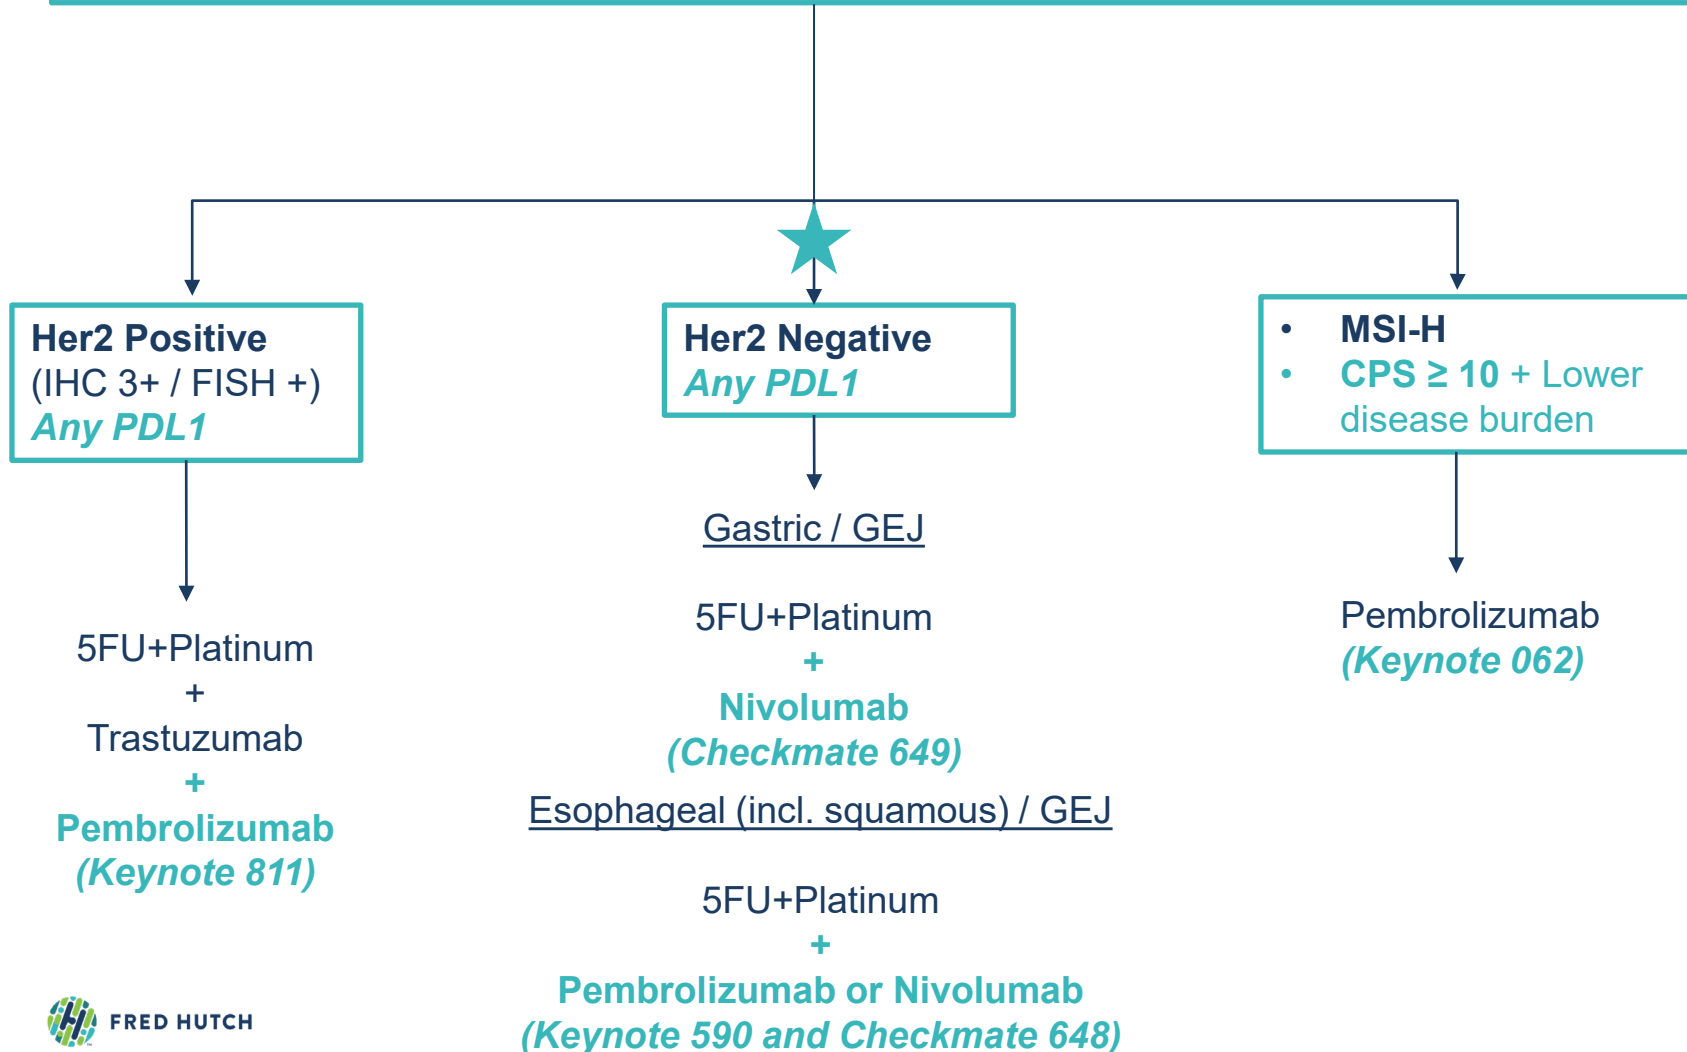 Her2 Positive
(IHC 3+ / FISH +)
Any PDL1
5FU+Platinum
+
Trastuzumab
+
Pembrolizumab
(Keynote 811)
Her2 Negative
Any PDL1
Gastric / GEJ
5FU+Platinum
+
Nivolumab
(Checkmate 649)
Esophageal (incl. squamous) / GEJ
5FU+Platinum
+
Pembrolizumab or Nivolumab
(Keynote 590 and Checkmate 648)
• MSI-H
• CPS ≥ 10 + Lower
disease burden
Pembrolizumab
(Keynote 062)
FRED HUTCH